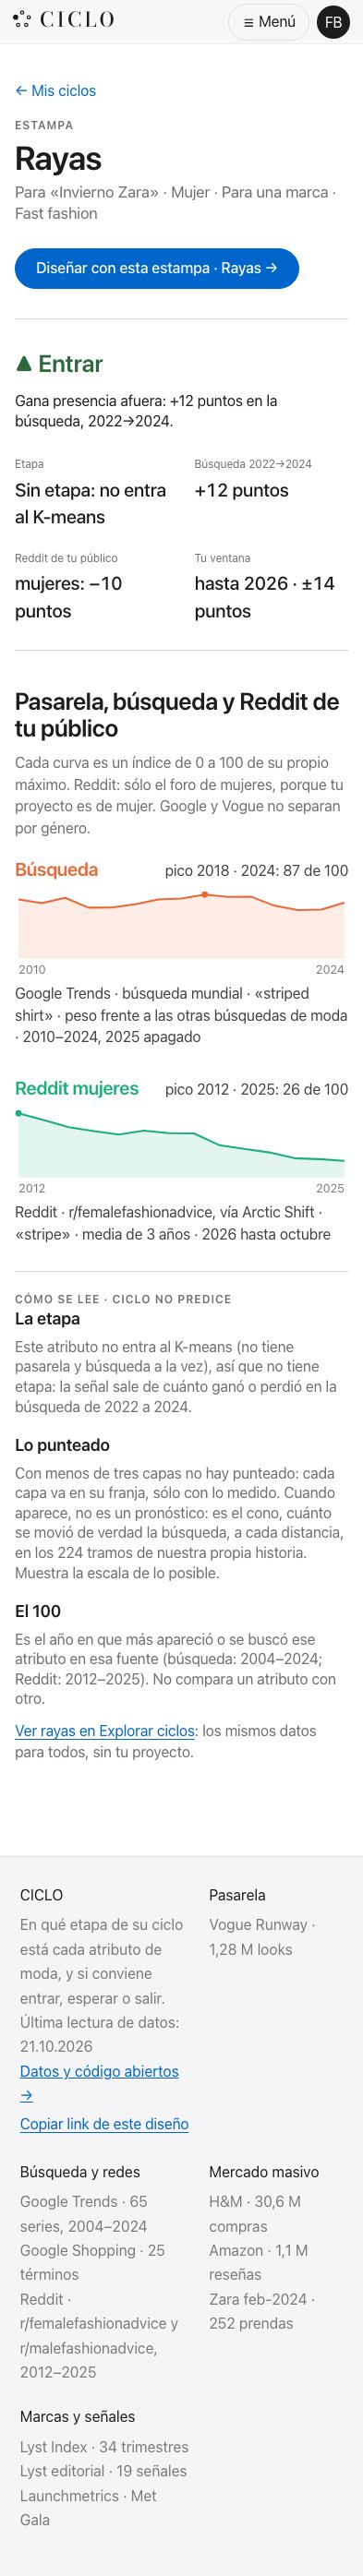 CICLO
≡ Menú
FB
← Mis ciclos
ESTAMPA
Rayas
Para «Invierno Zara» · Mujer · Para una marca ·
Fast fashion
Diseñar con esta estampa · Rayas →
▲ Entrar
Gana presencia afuera: +12 puntos en la
búsqueda, 2022→2024.
Etapa
Sin etapa: no entra
al K-means
Búsqueda 2022→2024
+12 puntos
Reddit de tu público
mujeres: −10
puntos
Tu ventana
hasta 2026 · ±14
puntos
Pasarela, búsqueda y Reddit de
tu público
Cada curva es un índice de 0 a 100 de su propio
máximo. Reddit: sólo el foro de mujeres, porque tu
proyecto es de mujer. Google y Vogue no separan
por género.
Búsqueda
pico 2018 · 2024: 87 de 100
2010
2024
Google Trends · búsqueda mundial · «striped
shirt» · peso frente a las otras búsquedas de moda
· 2010–2024, 2025 apagado
Reddit mujeres
pico 2012 · 2025: 26 de 100
2012
2025
Reddit · r/femalefashionadvice, vía Arctic Shift ·
«stripe» · media de 3 años · 2026 hasta octubre
CÓMO SE LEE · CICLO NO PREDICE
La etapa
Este atributo no entra al K-means (no tiene
pasarela y búsqueda a la vez), así que no tiene
etapa: la señal sale de cuánto ganó o perdió en la
búsqueda de 2022 a 2024.
Lo punteado
Con menos de tres capas no hay punteado: cada
capa va en su franja, sólo con lo medido. Cuando
aparece, no es un pronóstico: es el cono, cuánto
se movió de verdad la búsqueda, a cada distancia,
en los 224 tramos de nuestra propia historia.
Muestra la escala de lo posible.
El 100
Es el año en que más apareció o se buscó ese
atributo en esa fuente (búsqueda: 2004–2024;
Reddit: 2012–2025). No compara un atributo con
otro.
Ver rayas en Explorar ciclos: los mismos datos
para todos, sin tu proyecto.
CICLO
En qué etapa de su ciclo
está cada atributo de
moda, y si conviene
entrar, esperar o salir.
Última lectura de datos:
21.10.2026
Datos y código abiertos
→
Copiar link de este diseño
Pasarela
Vogue Runway ·
1,28 M looks
Búsqueda y redes
Google Trends · 65
series, 2004–2024
Google Shopping · 25
términos
Reddit ·
r/femalefashionadvice y
r/malefashionadvice,
2012–2025
Mercado masivo
H&M · 30,6 M
compras
Amazon · 1,1 M
reseñas
Zara feb-2024 ·
252 prendas
Marcas y señales
Lyst Index · 34 trimestres
Lyst editorial · 19 señales
Launchmetrics · Met
Gala